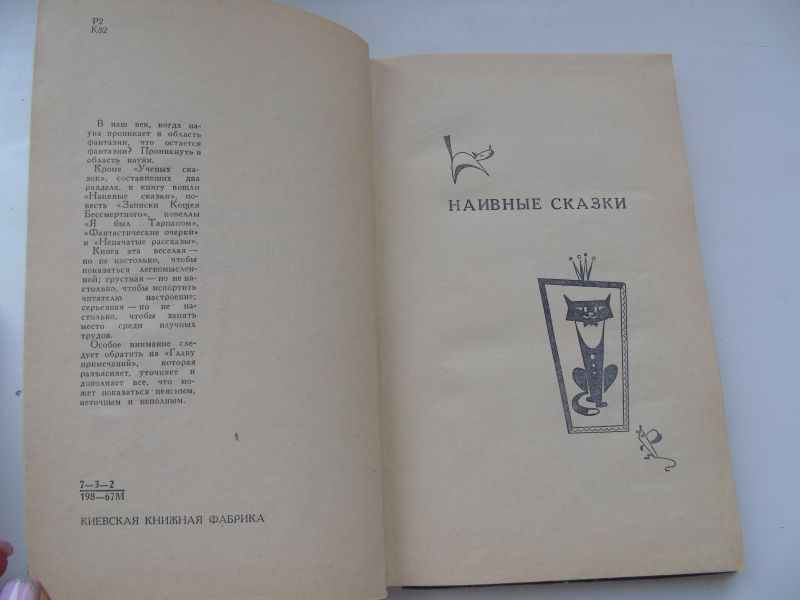 Р2
К82
В наш век, когда на-
ука проникает в область
фантазии, что остается
фантазии? Проникнуть в
область науки.
Кроме «Ученых ска-
зок», составивших два
раздела, в книгу вошли
«Наивные сказки», по-
весть «Записки Кощея
Бессмертного», новеллы
«Я был Тарпаном»,
«Фантастические очерки»
и «Непочатые рассказы».
Книга эта веселая —
но не настолько, чтобы
показаться легкомыслен-
ной; грустная — но не на-
столько, чтобы испортить
читателю настроение;
серьезная — но не на-
столько, чтобы занять
место среди научных
трудов.
Особое внимание сле-
дует обратить на «Главу
примечаний», которая
разъясняет, уточняет и
дополняет все, что мо-
жет показаться неясным,
неточным и неполным.
7—3—2
198—67М
КИЕВСКАЯ КНИЖНАЯ ФАБРИКА
НАИВНЫЕ СКАЗКИ